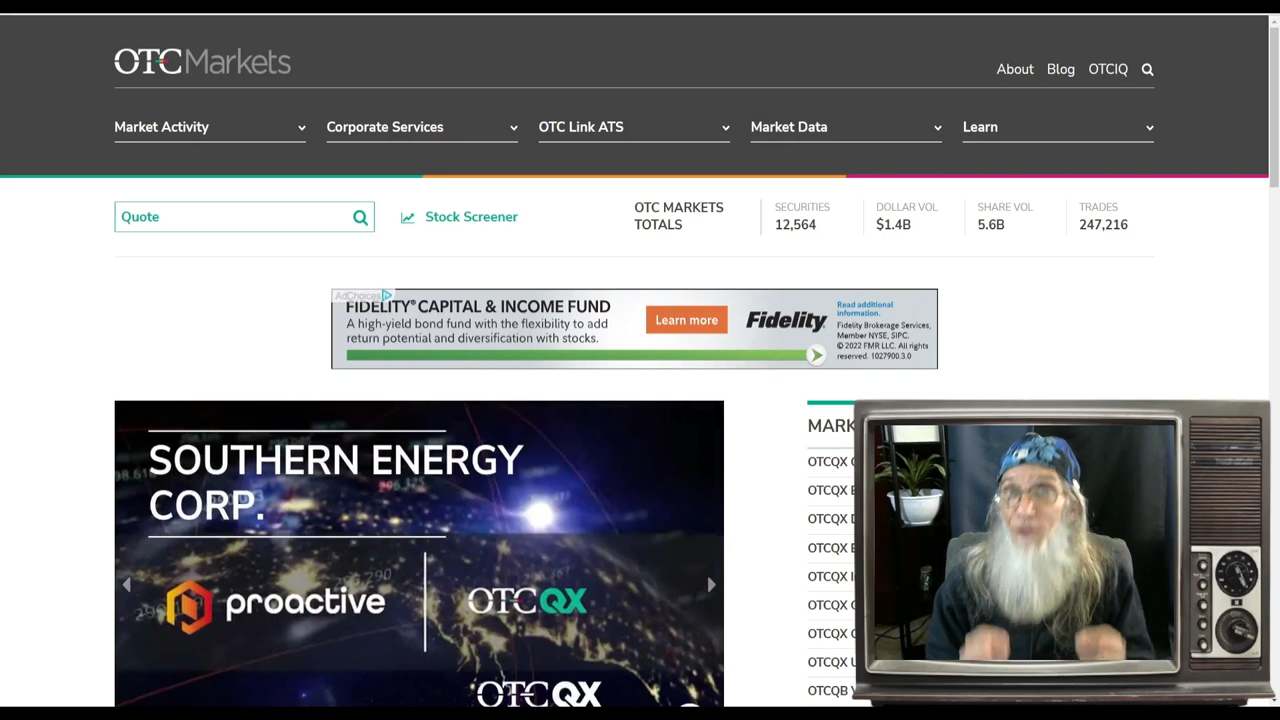 OTCMarkets
About Blog OTCIQ
Market Activity Corporate Services OTC Link ATS Market Data Learn
Quote
Stock Screener
OTC MARKETS
TOTALS
SECURITIES
12,564
DOLLAR VOL
$1.4B
SHARE VOL
5.6B
TRADES
247,216
AdChoices
FIDELITY® CAPITAL & INCOME FUND
A high-yield bond fund with the flexibility to add
return potential and diversification with stocks.
Learn more
Fidelity
Read additional
information.
Fidelity Brokerage Services,
Member NYSE, SIPC.
© 2022 FMR LLC. All rights
reserved. 1027900.3.0
SOUTHERN ENERGY
CORP.
proactive
OTCQX
OTCQX
MARK
OTCQX
OTCQX
OTCQX
OTCQX
OTCQX
OTCQX
OTCQX
OTCQX
OTCQB